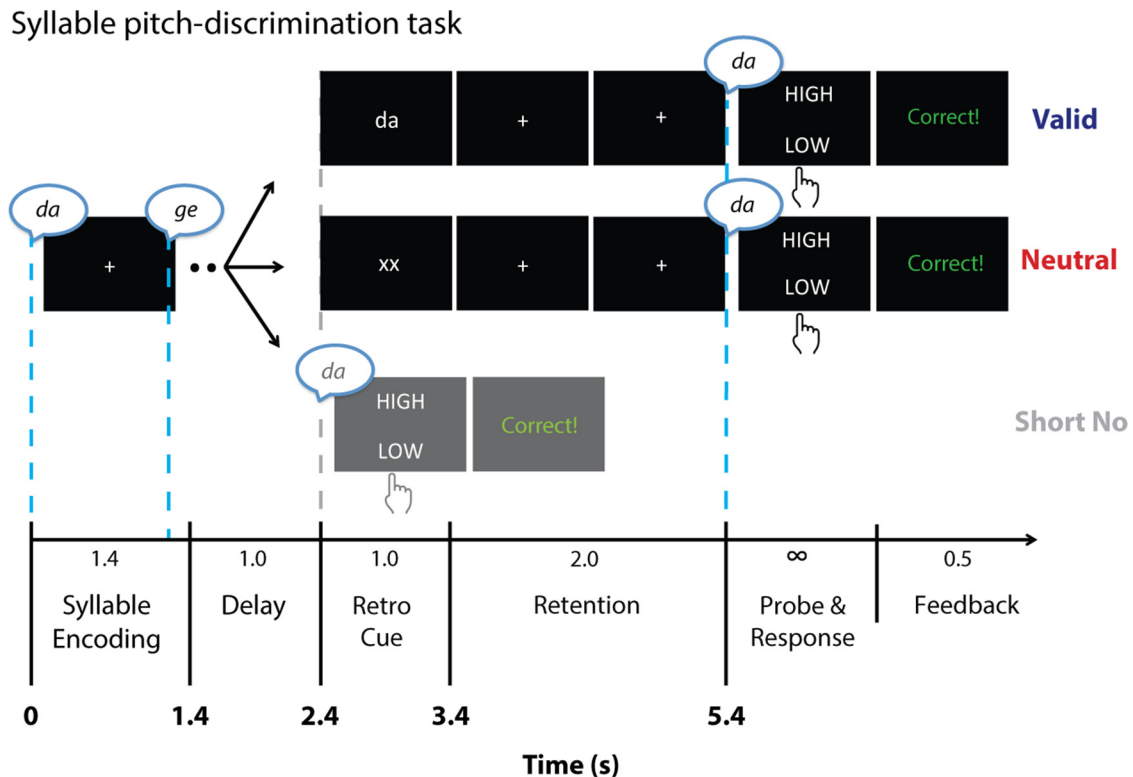 Syllable pitch-discrimination task
da
da + + HIGH Correct! Valid
LOW
da ge da
+ xx + + HIGH Correct! Neutral
LOW
da
HIGH Correct! Short No
LOW
1.4 1.0 1.0 2.0 ∞ 0.5
Syllable Delay Retro Retention Probe & Feedback
Encoding Cue Response
0 1.4 2.4 3.4 5.4
Time (s)